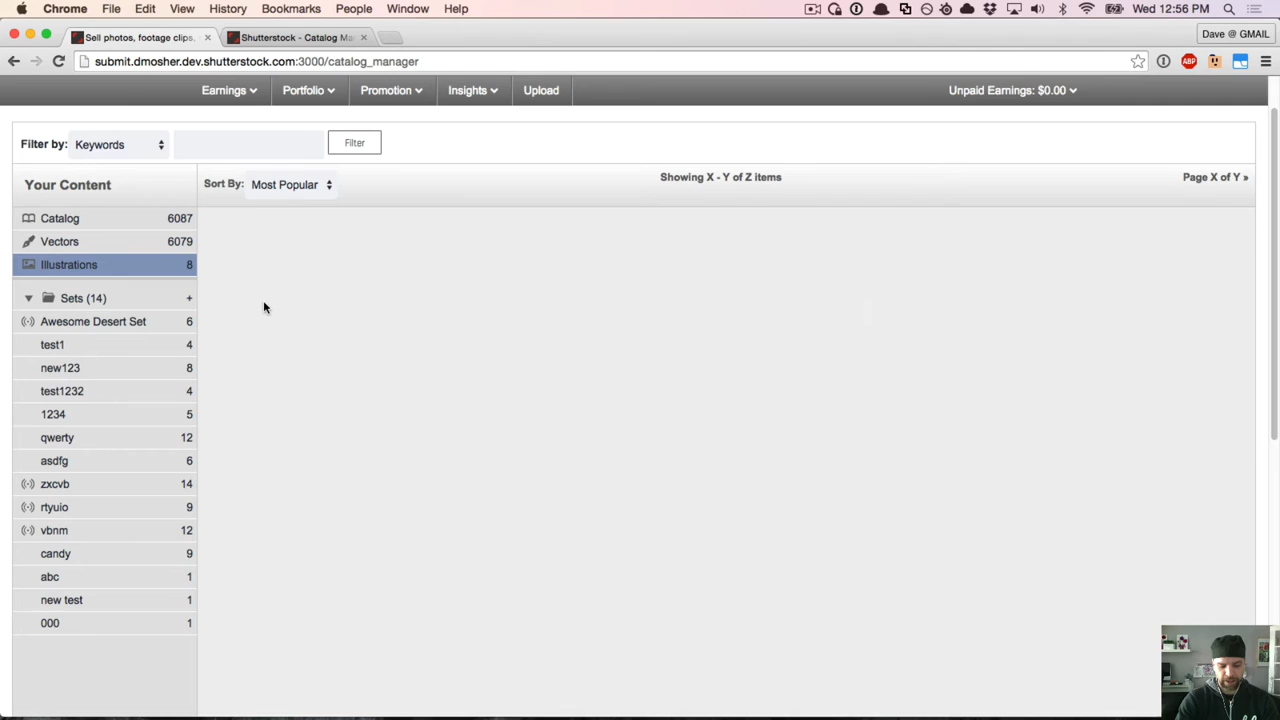 Chrome File Edit View History Bookmarks People Window Help Wed 12:56 PM
Sell photos, footage clips, Shutterstock - Catalog Ma Dave @ GMAIL
submit.dmosher.dev.shutterstock.com:3000/catalog_manager ABP
Earnings Portfolio Promotion Insights Upload Unpaid Earnings: $0.00
Filter by: Keywords Filter
Your Content Sort By: Most Popular Showing X - Y of Z items Page X of Y »
Catalog 6087
Vectors 6079
Illustrations 8
Sets (14) +
Awesome Desert Set 6
test1 4
new123 8
test1232 4
1234 5
qwerty 12
asdfg 6
zxcvb 14
rtyuio 9
vbnm 12
candy 9
abc 1
new test 1
000 1